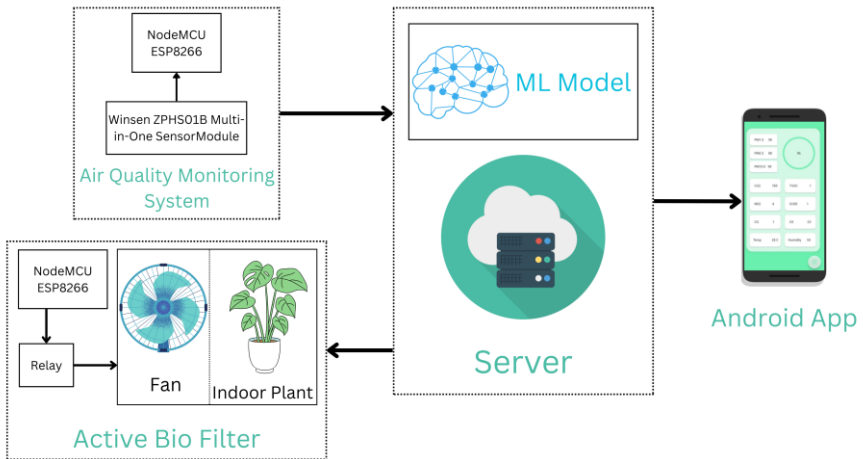 NodeMCU
ESP8266
Winsen ZPHS01B Multi-
in-One SensorModule
Air Quality Monitoring
System
ML Model
Server
NodeMCU
ESP8266
Relay
Fan
Indoor Plant
Active Bio Filter
Android App